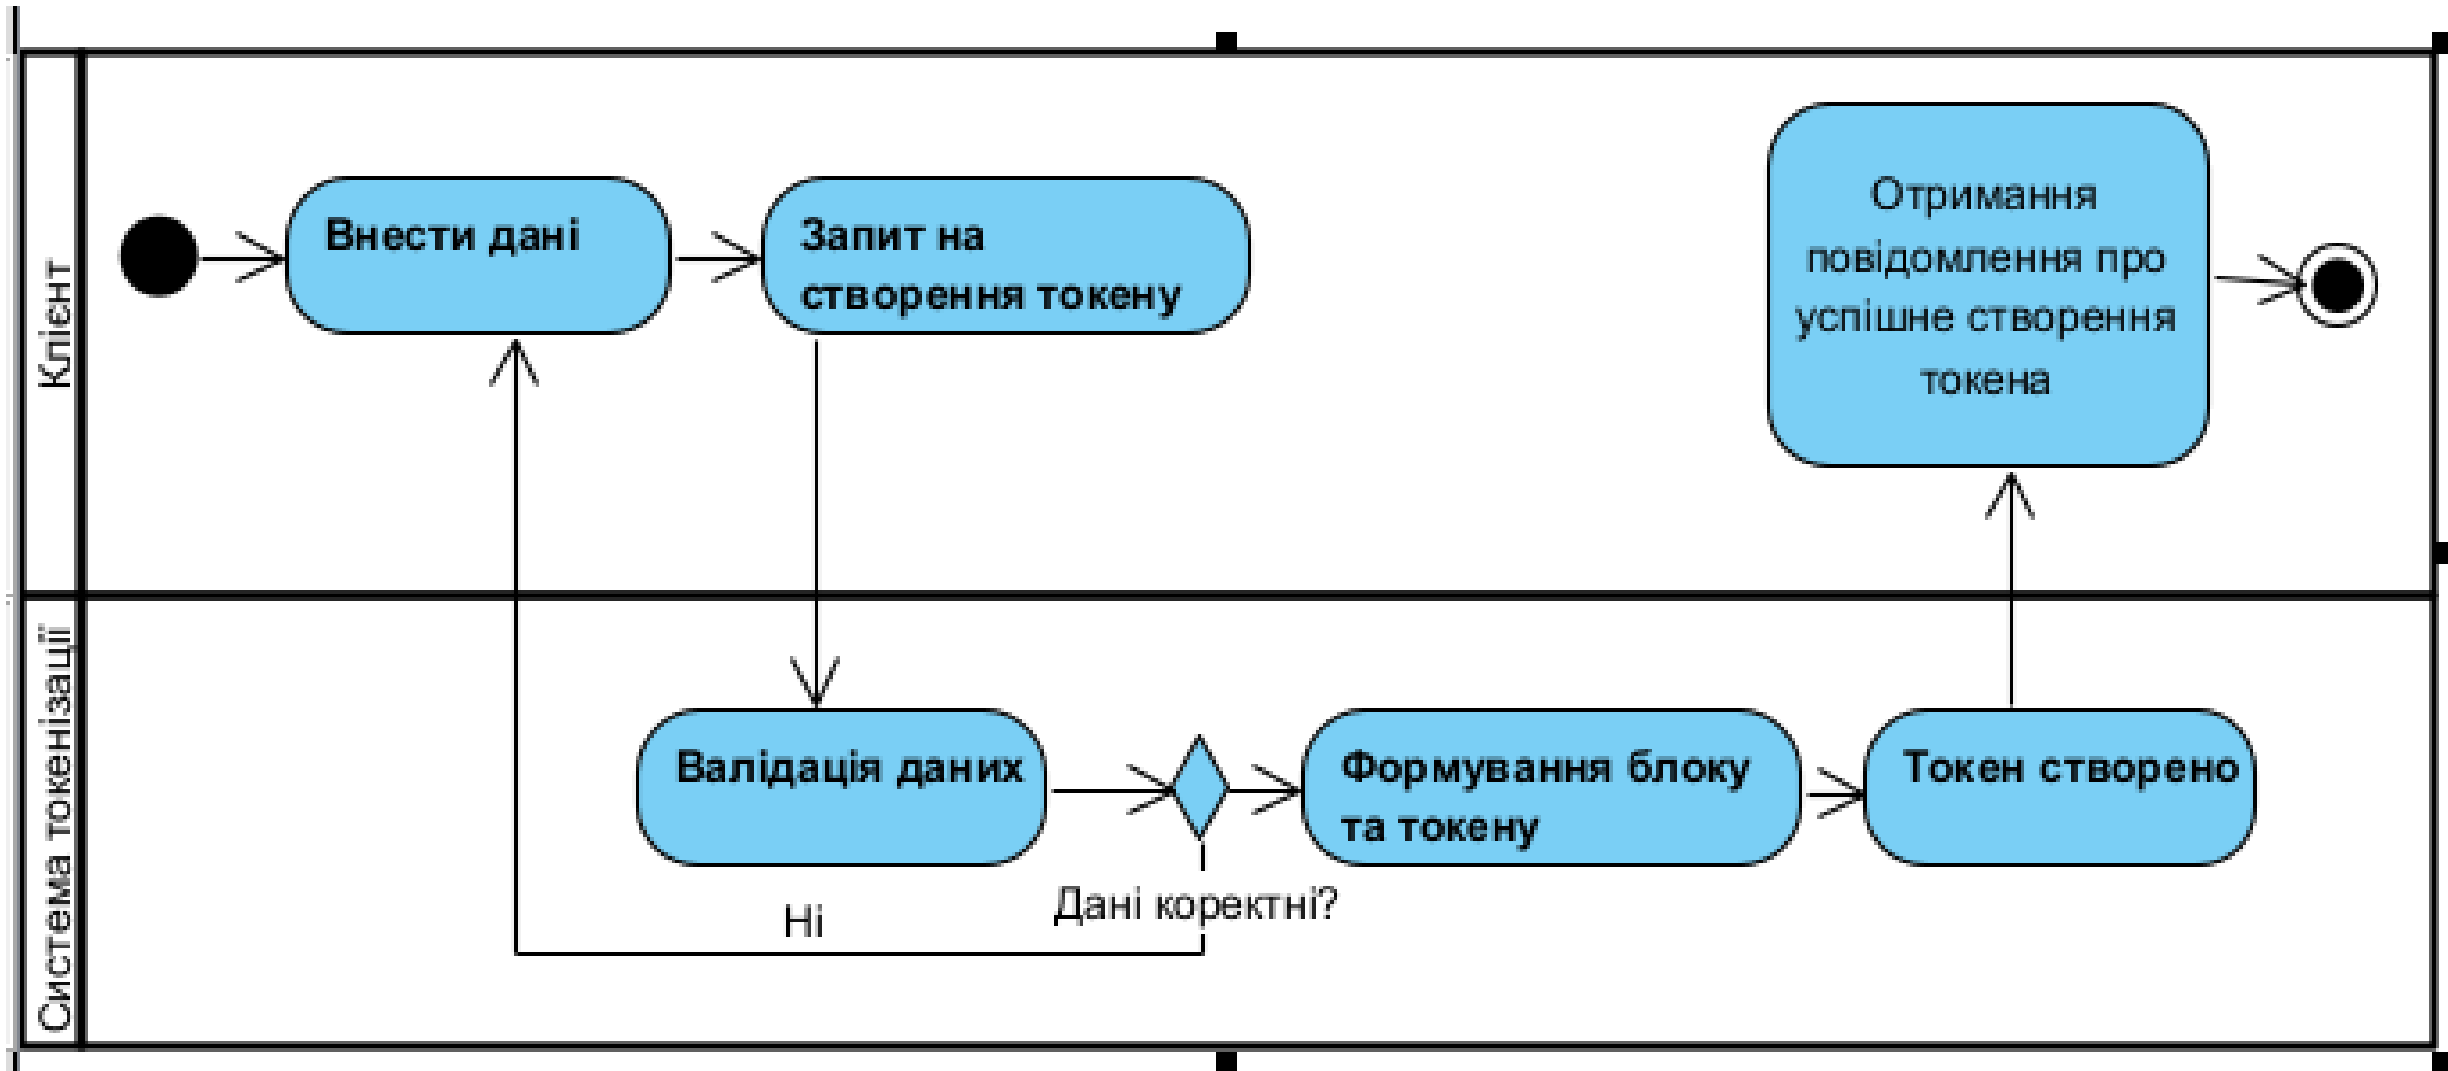 Клієнт
Внести дані
Запит на
створення токену
Отримання
повідомлення про
успішне створення
токена
Система токенізації
Валідація даних
Дані коректні?
Ні
Формування блоку
та токену
Токен створено